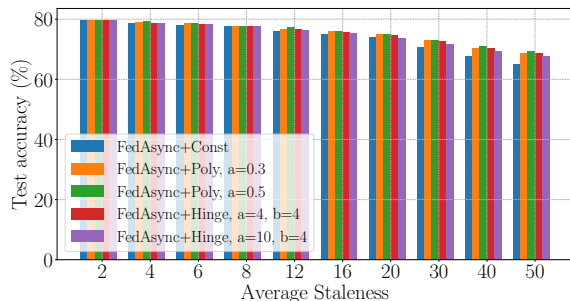 80
60
40
20
0
Test accuracy (%)
FedAsync+Const
FedAsync+Poly, a=0.3
FedAsync+Poly, a=0.5
FedAsync+Hinge, a=4, b=4
FedAsync+Hinge, a=10, b=4
2 4 6 8 12 16 20 30 40 50
Average Staleness